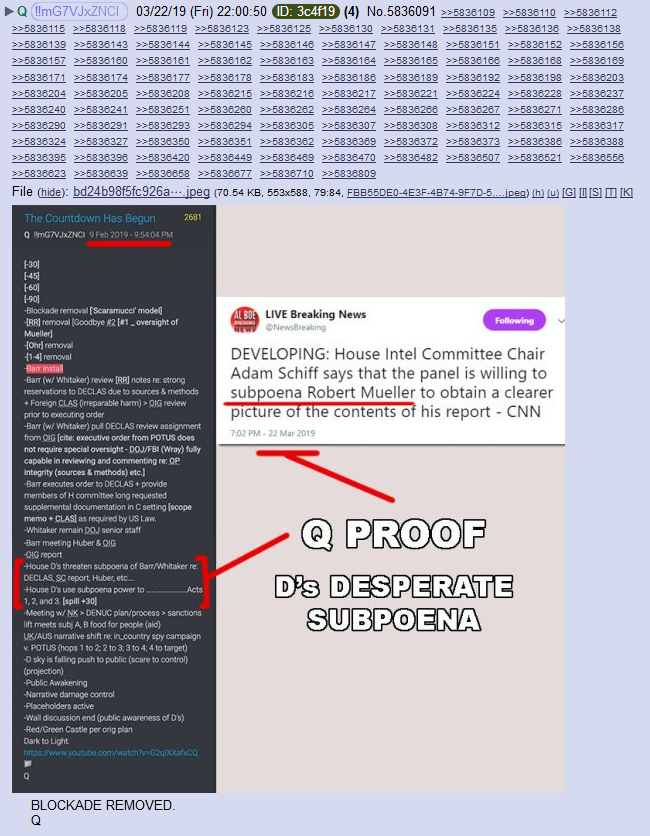 Q !!mG7VJxZNCI 03/22/19 (Fri) 22:00:50 ID: 3c4f19 (4) No.5836091 >>5836109 >>5836110 >>5836112
>>5836115 >>5836118 >>5836119 >>5836123 >>5836125 >>5836130 >>5836131 >>5836135 >>5836136 >>5836138
>>5836139 >>5836143 >>5836144 >>5836145 >>5836146 >>5836147 >>5836148 >>5836151 >>5836152 >>5836156
>>5836160 >>5836161 >>5836162 >>5836163 >>5836164 >>5836165 >>5836166 >>5836168 >>5836169
>>5836171 >>5836174 >>5836177 >>5836178 >>5836183 >>5836186 >>5836189 >>5836192 >>5836198 >>5836203
>>5836204 >>5836205 >>5836208 >>5836215 >>5836216 >>5836217 >>5836221 >>5836224 >>5836228 >>5836237
>>5836240 >>5836241 >>5836251 >>5836260 >>5836262 >>5836264 >>5836266 >>5836267 >>5836271 >>5836286
>>5836290 >>5836291 >>5836293 >>5836294 >>5836305 >>5836307 >>5836308 >>5836312 >>5836315 >>5836317
>>5836324 >>5836327 >>5836350 >>5836351 >>5836362 >>5836369 >>5836372 >>5836373 >>5836386 >>5836388
>>5836395 >>5836396 >>5836420 >>5836449 >>5836469 >>5836470 >>5836482 >>5836507 >>5836521 >>5836556
>>5836623 >>5836639 >>5836658 >>5836677 >>5836710 >>5836809
File (hide): bd24b98f5fc926a⋯.jpeg (70.54 KB, 553x588, 79:84, FBB55DE0-4E3F-4B74-9F7D-5….jpeg) (h) (u) [G] [I] [S] [T] [K]
The Countdown Has Begun 2681
Q !!mG7VJxZNCI 9 Feb 2019 - 9:54:04 PM
[-30]
[-45]
[-60]
[-90]
-Blockade removal ['Scaramucci' model]
-[RR] removal [Goodbye #2 [#1 _ oversight of
Mueller]
-[Ohr] removal
-[1-4] removal
-Barr install
-Barr (w/ Whitaker) review [RR] notes re: strong
reservations to DECLAS due to sources & methods
+ Foreign CLAS (irreparable harm) > OIG review
prior to executing order
-Barr (w/ Whitaker) pull DECLAS review assignment
from OIG [cite: executive order from POTUS does
not require special oversight - DOJ/FBI (Wray) fully
capable in reviewing and commenting re: OP
integrity (sources & methods) etc.]
-Barr executes order to DECLAS + provide
members of H committee long requested
supplemental documentation in C setting [scope
memo + CLAS] as required by US Law.
-Whitaker remain DOJ senior staff
-Barr meeting Huber & OIG
-OIG report
-House D's threaten subpoena of Barr/Whitaker re:
DECLAS, SC report, Huber, etc....
-House D's use subpoena power to ........................Acts
1, 2, and 3. [spill +30]
-Meeting w/ NK > DENUC plan/process > sanctions
lift meets subj A, B food for people (aid)
UK/AUS narrative shift re: in_country spy campaign
v. POTUS (hops 1 to 2; 2 to 3; 3 to 4; 4 to target)
-D sky is falling push to public (scare to control)
(projection)
-Public Awakening
-Narrative damage control
-Placeholders active
-Wall discussion end (public awareness of D's)
-Red/Green Castle per orig plan
Dark to Light.
https://www.youtube.com/watch?v=G2qIXXafxCQ
Q
AL BOE
NEWS
LIVE Breaking News
@NewsBreaking
Following
DEVELOPING: House Intel Committee Chair
Adam Schiff says that the panel is willing to
subpoena Robert Mueller to obtain a clearer
picture of the contents of his report - CNN
7:02 PM - 22 Mar 2019
Q PROOF
D's DESPERATE
SUBPOENA
BLOCKADE REMOVED.
Q